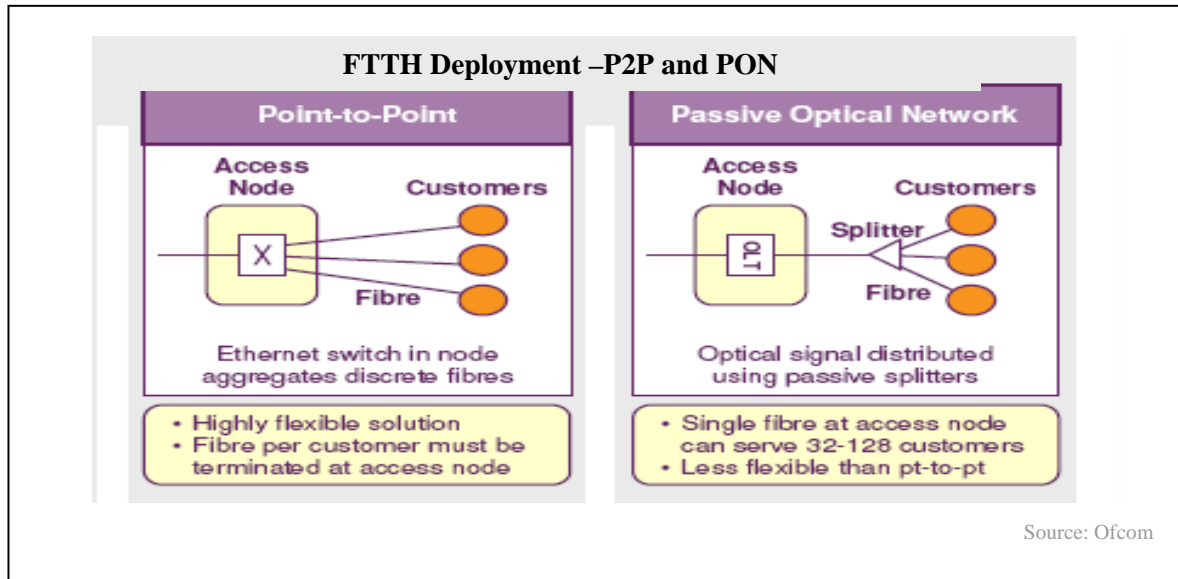 FTTH Deployment –P2P and PON
Point-to-Point
Access
Node
Customers
X
Fibre
Ethernet switch in node
aggregates discrete fibres
• Highly flexible solution
• Fibre per customer must be
terminated at access node
Passive Optical Network
Access
Node
Customers
Splitter
OLT
Fibre
Optical signal distributed
using passive splitters
• Single fibre at access node
can serve 32-128 customers
• Less flexible than pt-to-pt
Source: Ofcom